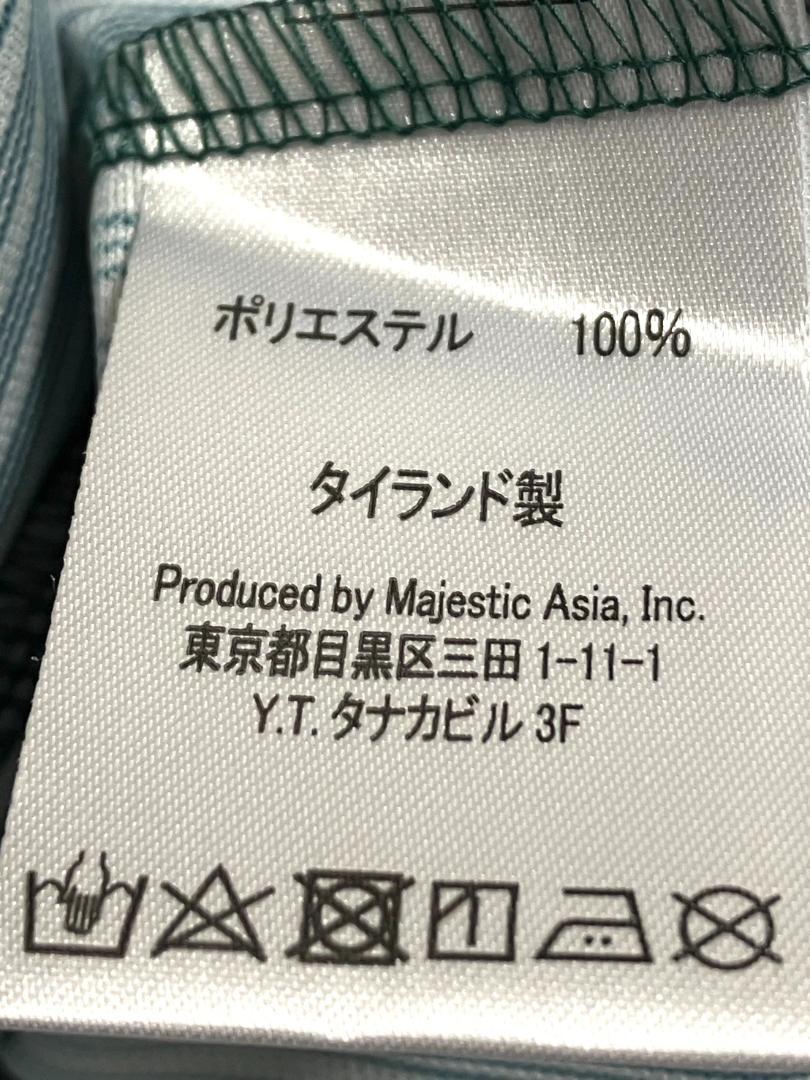 ポリエステル 100%
タイランド製
Produced by Majestic Asia, Inc.
東京都目黒区三田 1-11-1
Y.T. タナカビル 3F